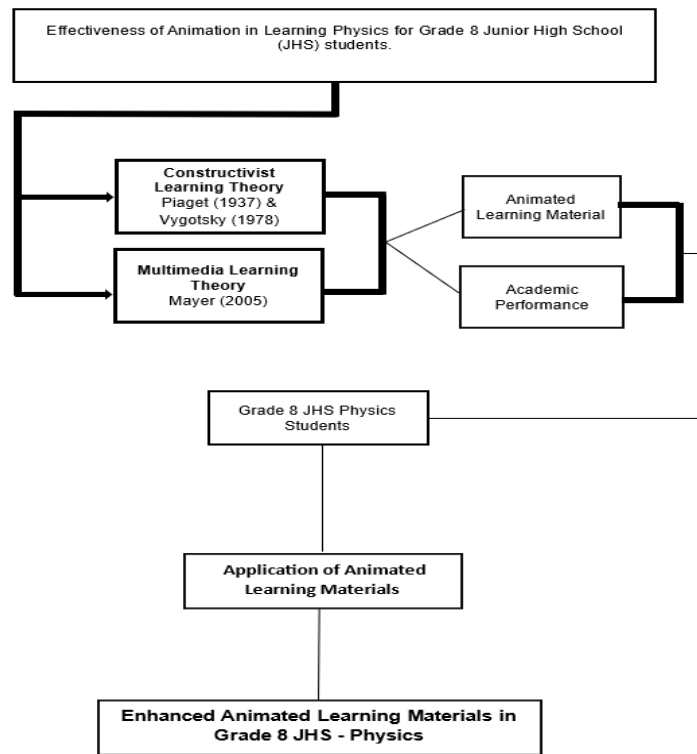 Effectiveness of Animation in Learning Physics for Grade 8 Junior High School
(JHS) students.
Constructivist
Learning Theory
Piaget (1937) &
Vygotsky (1978)
Animated
Learning Material
Multimedia Learning
Theory
Mayer (2005)
Academic
Performance
Grade 8 JHS Physics
Students
Application of Animated
Learning Materials
Enhanced Animated Learning Materials in
Grade 8 JHS - Physics